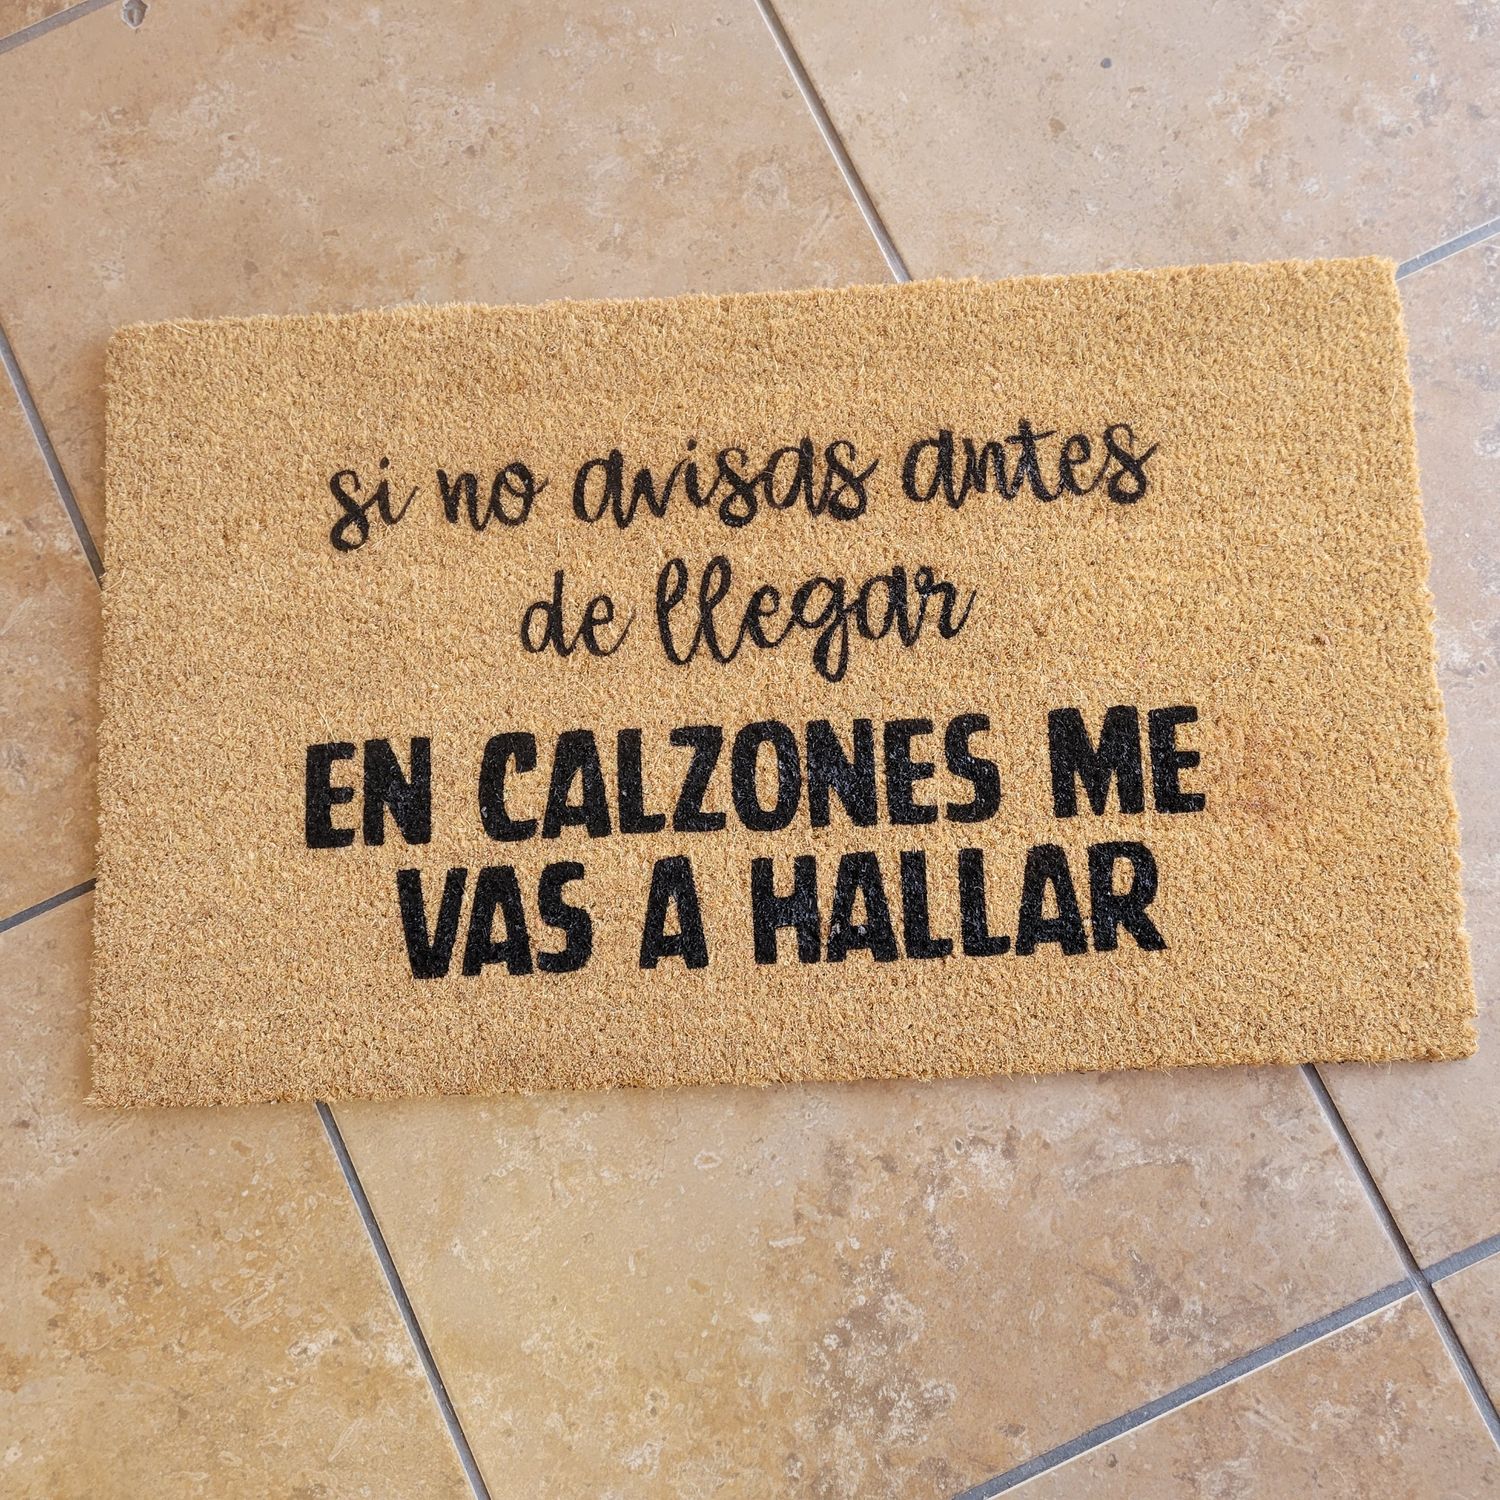 si no avisas antes
de llegar
EN CALZONES ME
VAS A HALLAR